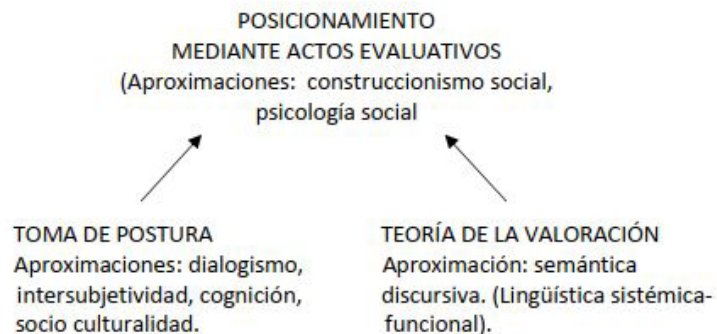 POSICIONAMIENTO
MEDIANTE ACTOS EVALUATIVOS
(Aproximaciones: construccionismo social,
psicología social
TOMA DE POSTURA
Aproximaciones: dialogismo,
intersubjetividad, cognición,
socio culturalidad.
TEORÍA DE LA VALORACIÓN
Aproximación: semántica
discursiva. (Lingüística sistémica-
funcional).